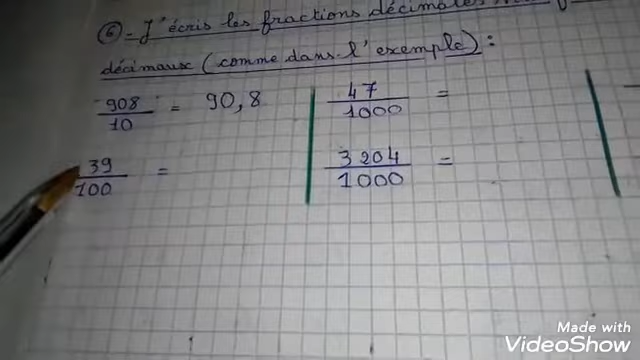 ⑥ - J'écris les fractions décimales
décimaux (comme dans l'exemple) :
908/10 = 90,8
47/1000 =
39/100 =
3204/1000 =
Made with
VideoShow